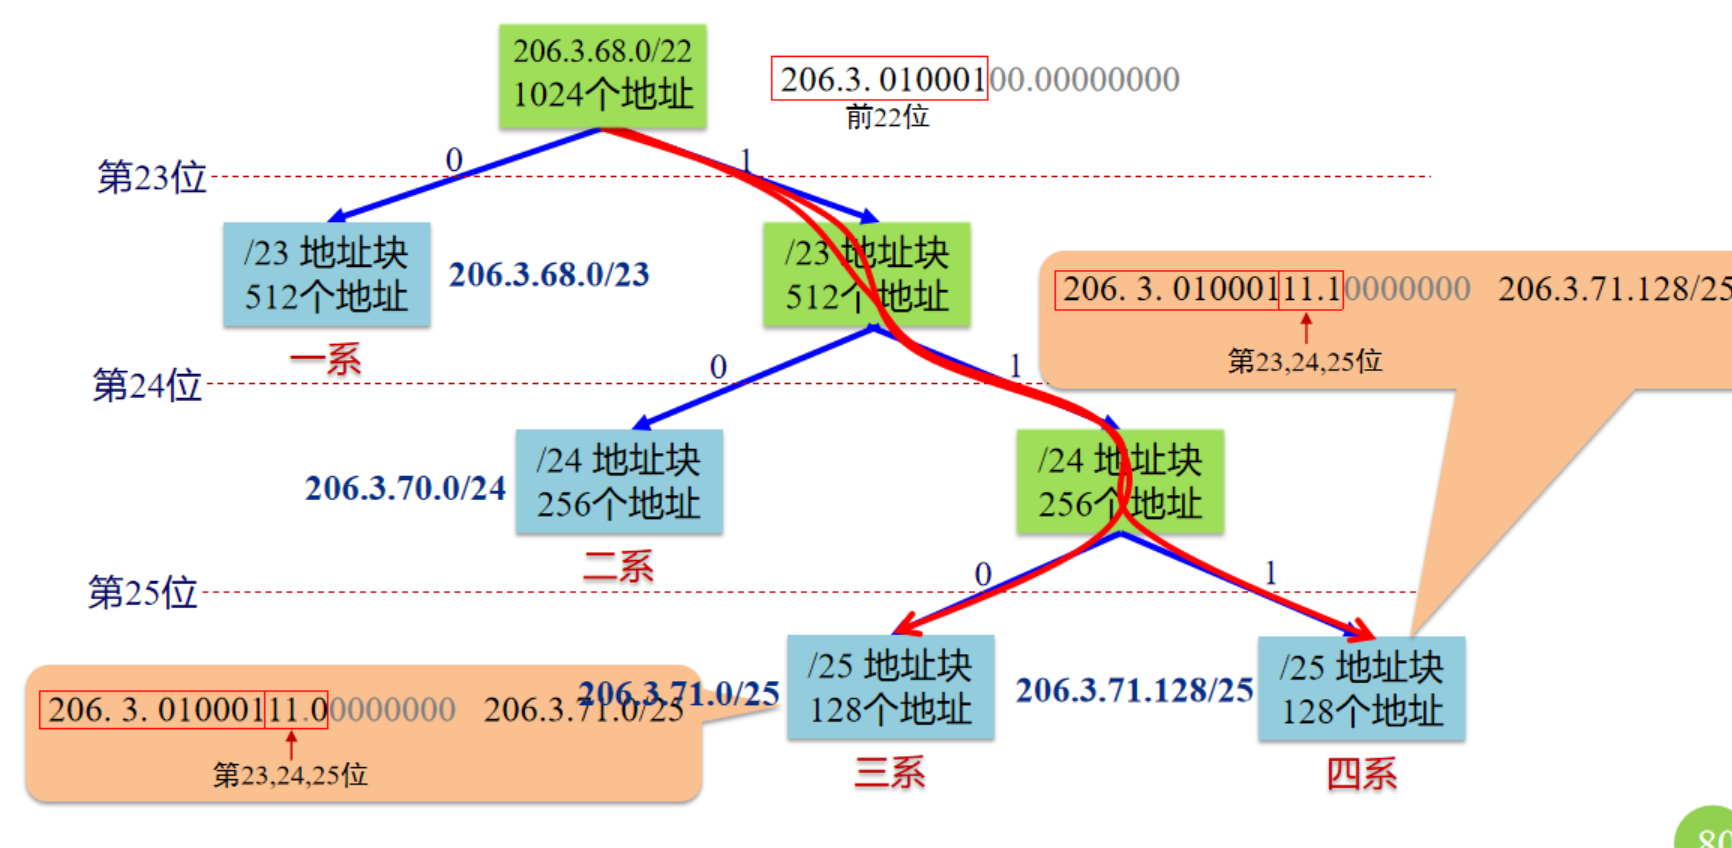 206.3.68.0/22
1024个地址
206.3. 01000100.00000000
前22位
0
1
第23位
/23 地址块
512个地址
206.3.68.0/23
一系
/23 地址块
512个地址
206. 3. 01000111.10000000 206.3.71.128/25
第23,24,25位
第24位
0
1
206.3.70.0/24
/24 地址块
256个地址
二系
/24 地址块
256个地址
第25位
0
1
206. 3. 01000111.00000000 206.3.71.0/25
第23,24,25位
206.3.71.0/25
/25 地址块
128个地址
三系
206.3.71.128/25
/25 地址块
128个地址
四系
80